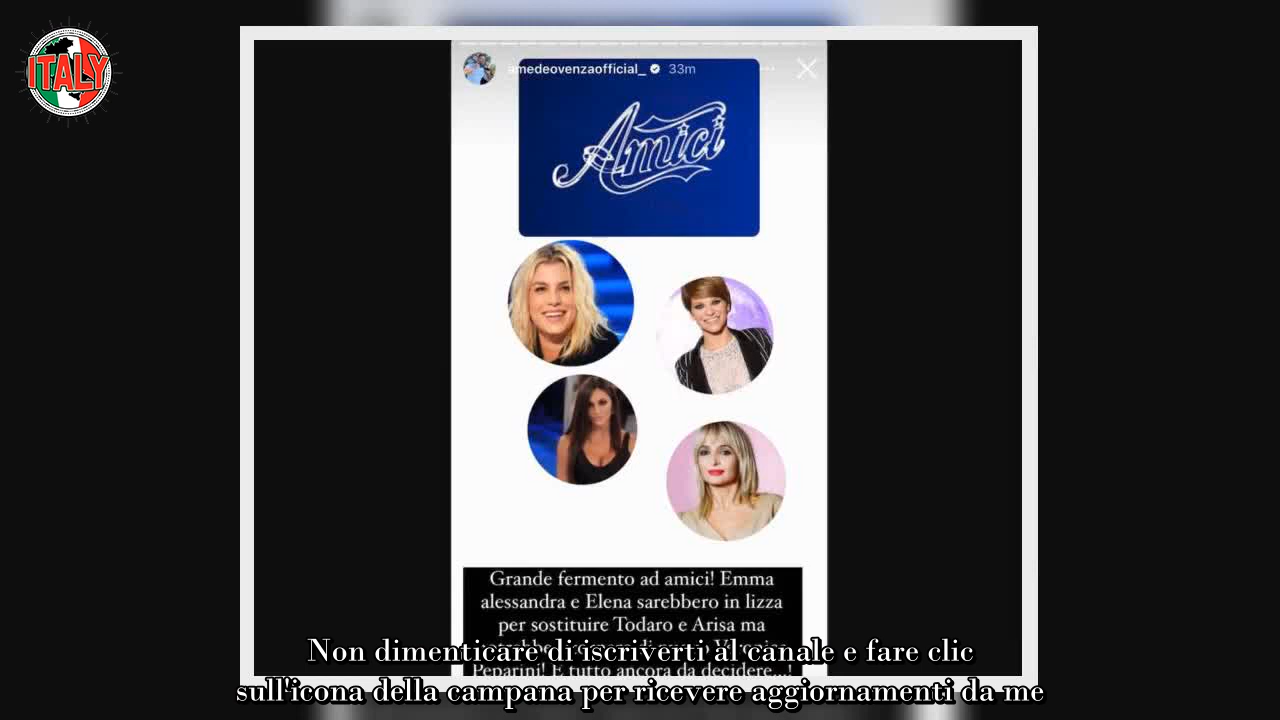 ITALY
amedeovenzaofficial_ 33m
Amici
Grande fermento ad amici! Emma
alessandra e Elena sarebbero in lizza
per sostituire Todaro e Arisa ma
Peparini! E tutto ancora da decidere...!
Non dimenticare di iscriverti al canale e fare clic
sull'icona della campana per ricevere aggiornamenti da me